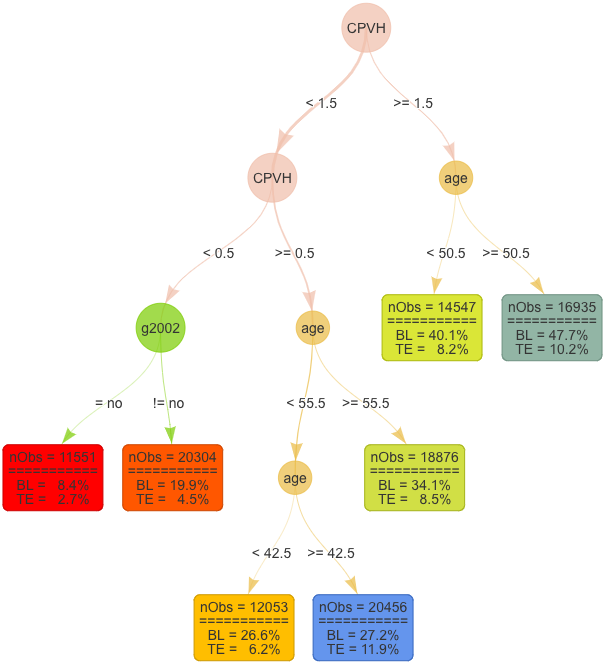 CPVH
< 1.5
>= 1.5
CPVH
age
< 0.5
>= 0.5
< 50.5
>= 50.5
g2002
age
nObs = 14547
===========
BL = 40.1%
TE = 8.2%
nObs = 16935
===========
BL = 47.7%
TE = 10.2%
= no
!= no
< 55.5
>= 55.5
nObs = 11551
===========
BL = 8.4%
TE = 2.7%
nObs = 20304
===========
BL = 19.9%
TE = 4.5%
age
nObs = 18876
===========
BL = 34.1%
TE = 8.5%
< 42.5
>= 42.5
nObs = 12053
===========
BL = 26.6%
TE = 6.2%
nObs = 20456
===========
BL = 27.2%
TE = 11.9%